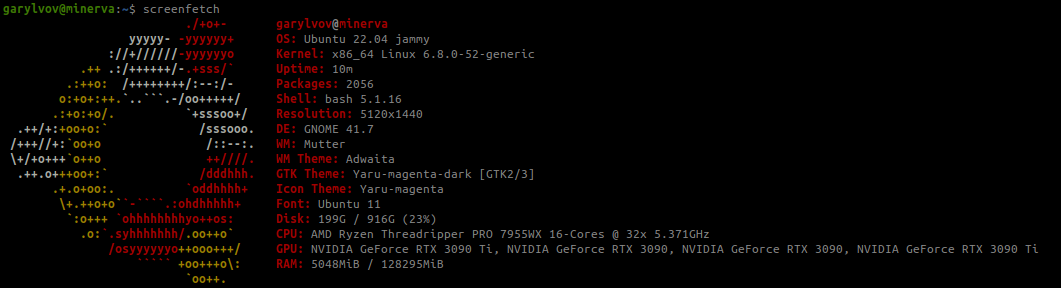 garylvov@minerva:~$ screenfetch
./+o+- garylvov@minerva
yyyyy- -yyyyyy+ OS: Ubuntu 22.04 jammy
://+//////-yyyyyyo Kernel: x86_64 Linux 6.8.0-52-generic
.++ .:/++++++/-.+sss/` Uptime: 10m
.:++o: /++++++++/:--:/- Packages: 2056
o:+o+:++.`..```.-/oo+++++/ Shell: bash 5.1.16
.:+o:+o/. `+sssoo+/ Resolution: 5120x1440
.++/+:+oo+o:` /sssooo. DE: GNOME 41.7
/+++//+:`oo+o /::--:. WM: Mutter
\+/+o+++`o++o ++////. WM Theme: Adwaita
.++.o+++oo+:` /dddhhh. GTK Theme: Yaru-magenta-dark [GTK2/3]
.+.o+oo:. `oddhhhh+ Icon Theme: Yaru-magenta
\+.++o+o``-````.:ohdhhhhh+ Font: Ubuntu 11
`:o+++ `ohhhhhhhhyo++os: Disk: 199G / 916G (23%)
.o:`.syhhhhhhh/.oo++o` CPU: AMD Ryzen Threadripper PRO 7955WX 16-Cores @ 32x 5.371GHz
/osyyyyyyo++ooo+++/ GPU: NVIDIA GeForce RTX 3090 Ti, NVIDIA GeForce RTX 3090, NVIDIA GeForce RTX 3090, NVIDIA GeForce RTX 3090 Ti
````` +oo+++o\: RAM: 5048MiB / 128295MiB
`oo++.